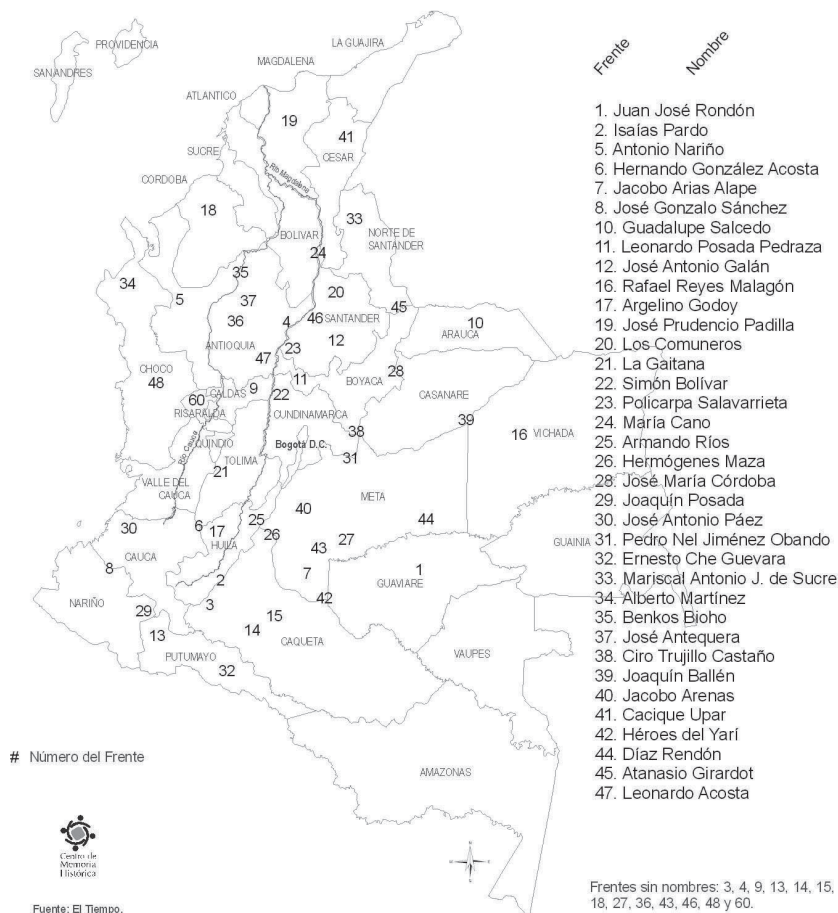 PROVIDENCIA
SAN ANDRES
LA GUAJIRA
MAGDALENA
ATLANTICO
19
41
CESAR
SUCRE
Río Magdalena
CORDOBA
18
33
BOLIVAR
NORTE DE
SANTANDER
24
35
34
20
5
37
45
36
4
46
SANTANDER
10
ARAUCA
ANTIOQUIA
23
12
47
CHOCO
48
11
BOYACA
28
CASANARE
CALDAS
9
22
60
RISARALDA
CUNDINAMARCA
39
38
16
VICHADA
QUINDIO
Bogotá D.C.
31
Río Cauca
TOLIMA
21
VALLE DEL
CAUCA
META
40
44
30
6
17
25
26
27
HUILA
43
GUAINIA
CAUCA
8
7
1
GUAVIARE
2
NARIÑO
3
42
29
15
14
CAQUETA
13
VAUPES
PUTUMAYO
32
AMAZONAS
# Número del Frente
Centro de
Memoria
Histórica
Fuente: El Tiempo.
Frente Nombre
1. Juan José Rondón
2. Isaías Pardo
5. Antonio Nariño
6. Hernando González Acosta
7. Jacobo Arias Alape
8. José Gonzalo Sánchez
10. Guadalupe Salcedo
11. Leonardo Posada Pedraza
12. José Antonio Galán
16. Rafael Reyes Malagón
17. Argelino Godoy
19. José Prudencio Padilla
20. Los Comuneros
21. La Gaitana
22. Simón Bolívar
23. Policarpa Salavarrieta
24. María Cano
25. Armando Ríos
26. Hermógenes Maza
28. José María Córdoba
29. Joaquín Posada
30. José Antonio Páez
31. Pedro Nel Jiménez Obando
32. Ernesto Che Guevara
33. Mariscal Antonio J. de Sucre
34. Alberto Martínez
35. Benkos Bioho
37. José Antequera
38. Ciro Trujillo Castaño
39. Joaquín Ballén
40. Jacobo Arenas
41. Cacique Upar
42. Héroes del Yarí
44. Díaz Rendón
45. Atanasio Girardot
47. Leonardo Acosta
Frentes sin nombres: 3, 4, 9, 13, 14, 15,
18, 27, 36, 43, 46, 48 y 60.